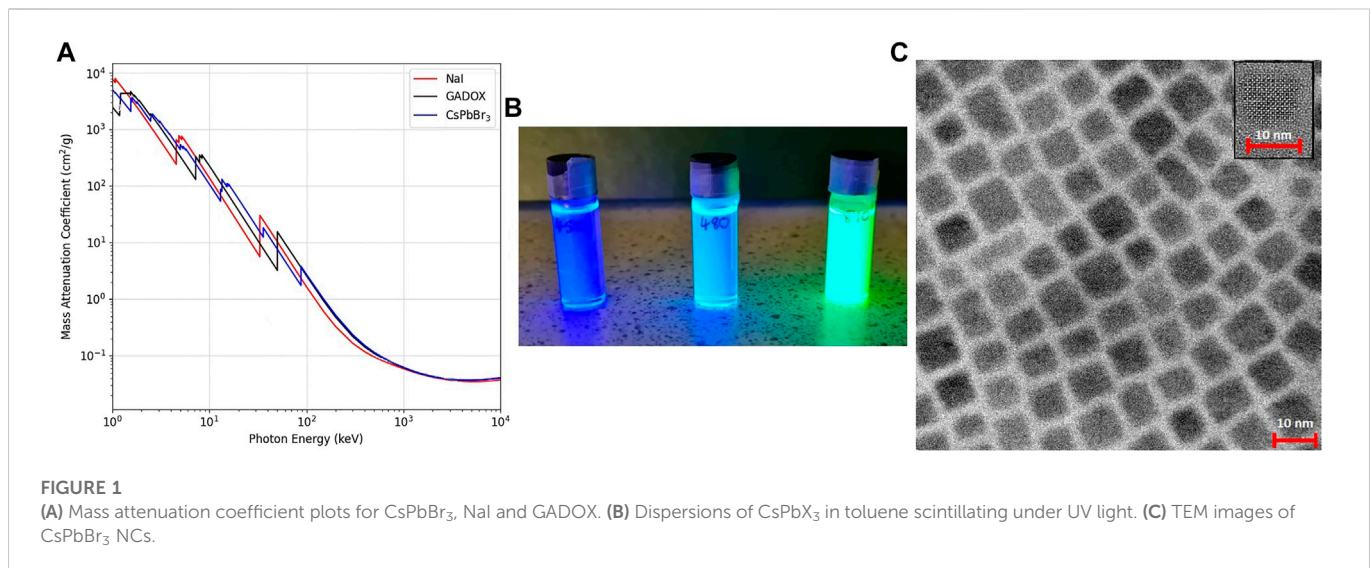 A
10⁴
10³
10²
10¹
10⁰
10⁻¹
Mass Attenuation Coefficient (cm²/g)
10⁰ 10¹ 10² 10³ 10⁴
Photon Energy (keV)
NaI
GADOX
CsPbBr₃
B
480
C
10 nm
10 nm
FIGURE 1
(A) Mass attenuation coefficient plots for CsPbBr₃, NaI and GADOX. (B) Dispersions of CsPbX₃ in toluene scintillating under UV light. (C) TEM images of
CsPbBr₃ NCs.